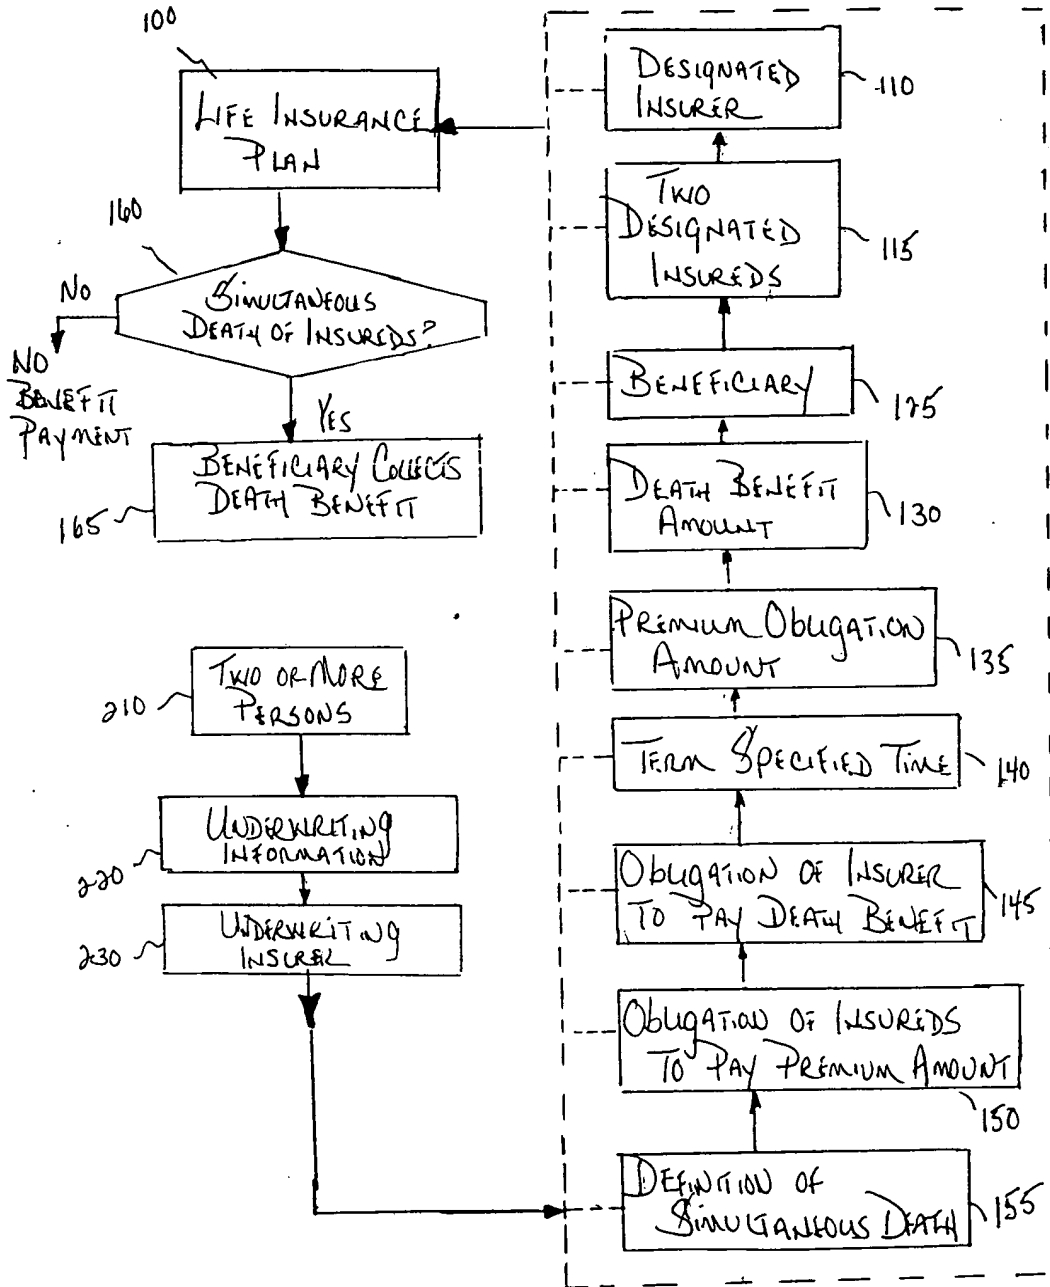 100
LIFE INSURANCE
PLAN
160
SIMULTANEOUS
DEATH OF INSUREDS?
NO
NO
BENEFIT
PAYMENT
YES
BENEFICIARY COLLECTS
DEATH BENEFIT
165
TWO OR MORE
PERSONS
210
UNDERWRITING
INFORMATION
220
UNDERWRITING
INSURER
230
DESIGNATED
INSURER
110
TWO
DESIGNATED
INSUREDS
115
BENEFICIARY
125
DEATH BENEFIT
AMOUNT
130
PREMIUM OBLIGATION
AMOUNT
135
TERM SPECIFIED TIME
140
OBLIGATION OF INSURER
TO PAY DEATH BENEFIT
145
OBLIGATION OF INSUREDS
TO PAY PREMIUM AMOUNT
150
DEFINITION OF
SIMULTANEOUS DEATH
155